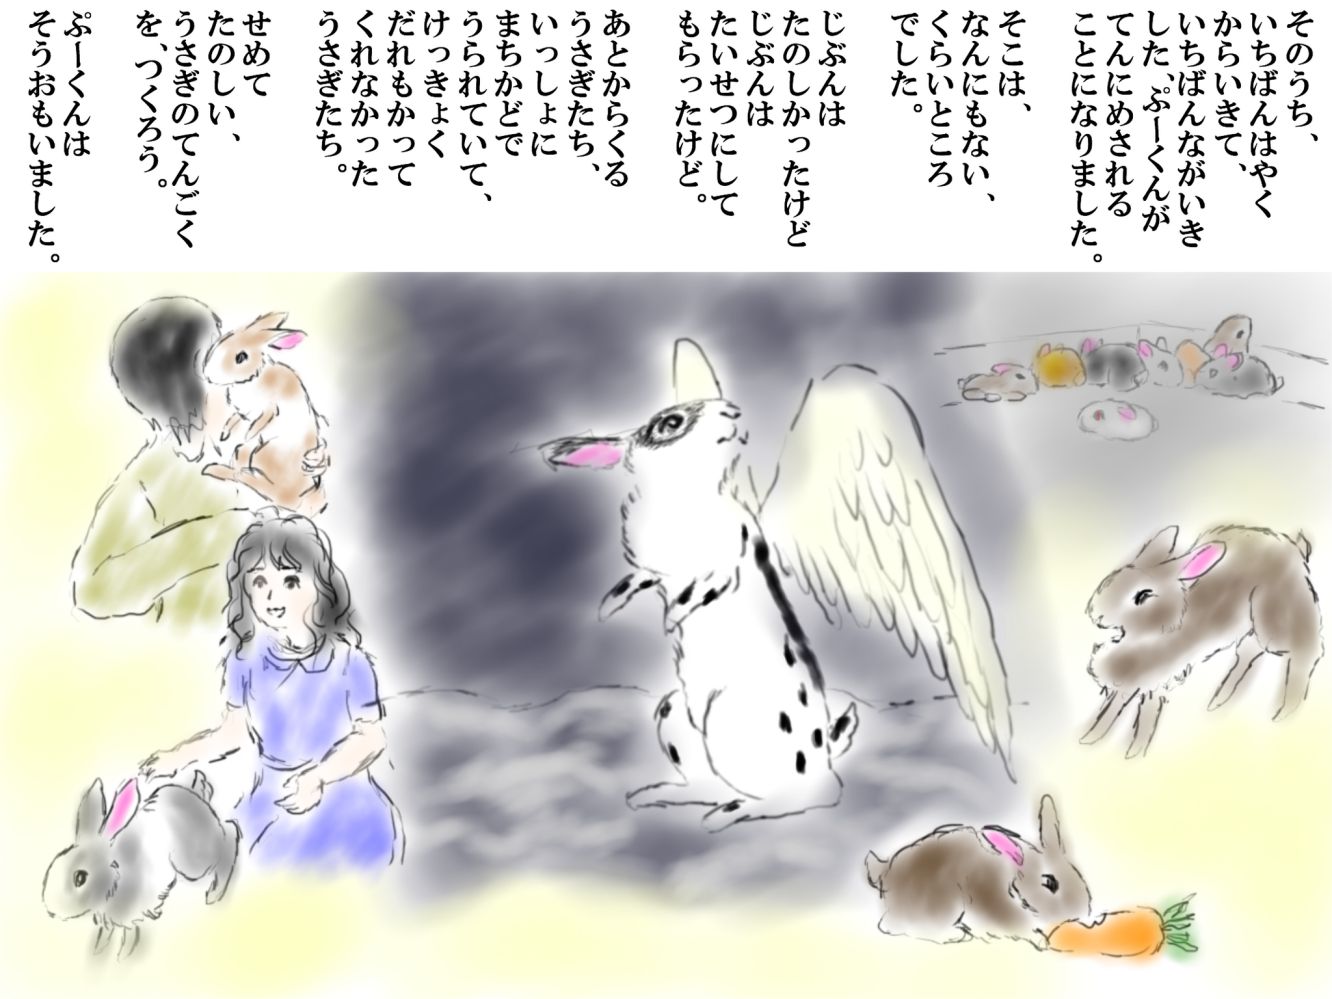 そのうち、
いちばんはやく
からいきて、
いちばんながいき
した、ぷーくんが
てんにめされる
ことになりました。
そこは、
なんにもない、
くらいところ
でした。
じぶんは
たのしかったけど
じぶんは
たいせつにして
もらったけど。
あとからくる
うさぎたち、
いっしょに
まちかどで
うられていて、
けっきょく
だれもかって
くれなかった
うさぎたち。
せめて
たのしい、
うさぎのてんごく
を、つくろう。
ぷーくんは
そうおもいました。